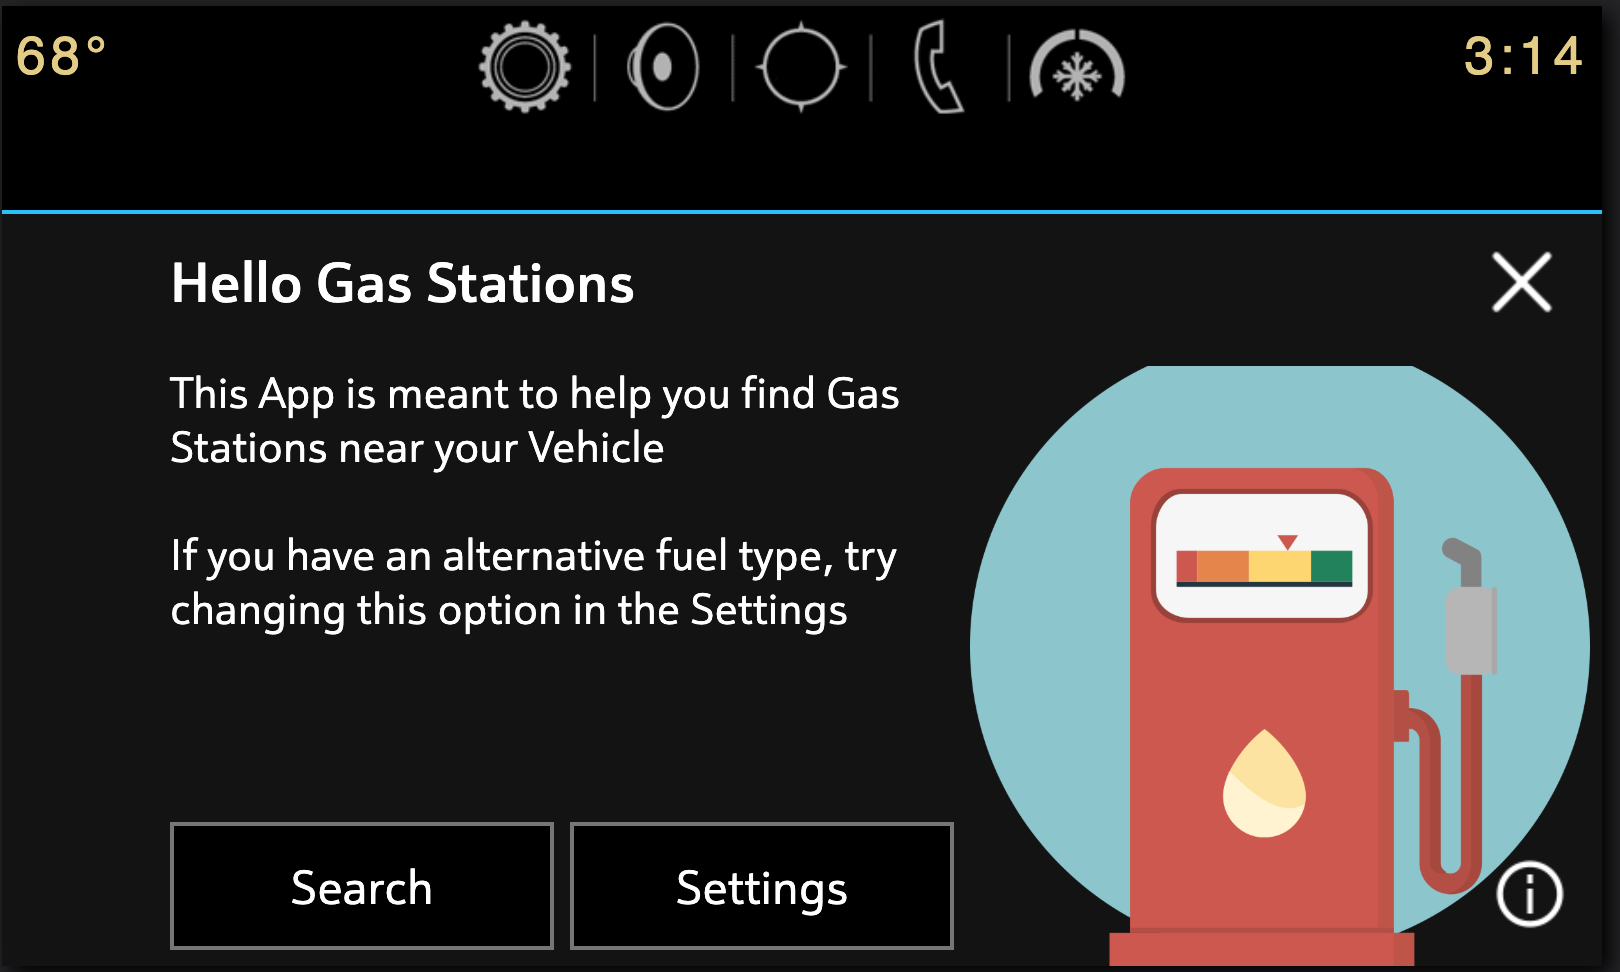 68°
3:14
Hello Gas Stations
This App is meant to help you find Gas
Stations near your Vehicle
If you have an alternative fuel type, try
changing this option in the Settings
Search
Settings